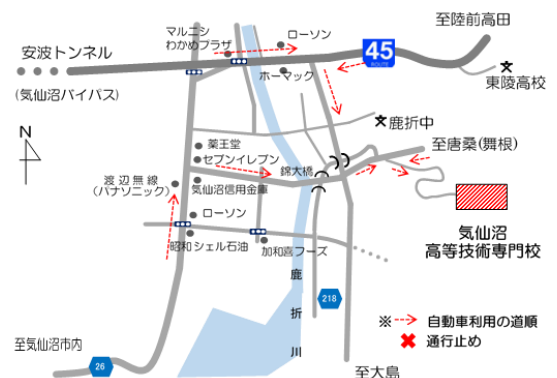 マルニシ
わかめプラザ
ローソン
至陸前高田
安波トンネル
45
ROUTE
(気仙沼バイパス)
ホーマック
東陵高校
鹿折中
N
薬王堂
至唐桑(舞根)
セブンイレブン
錦大橋
渡辺無線
(パナソニック)
気仙沼信用金庫
ローソン
気仙沼
高等技術専門校
昭和シェル石油
加和喜フーズ
鹿
折
川
218
※ 自動車利用の道順
通行止め
至気仙沼市内
26
至大島